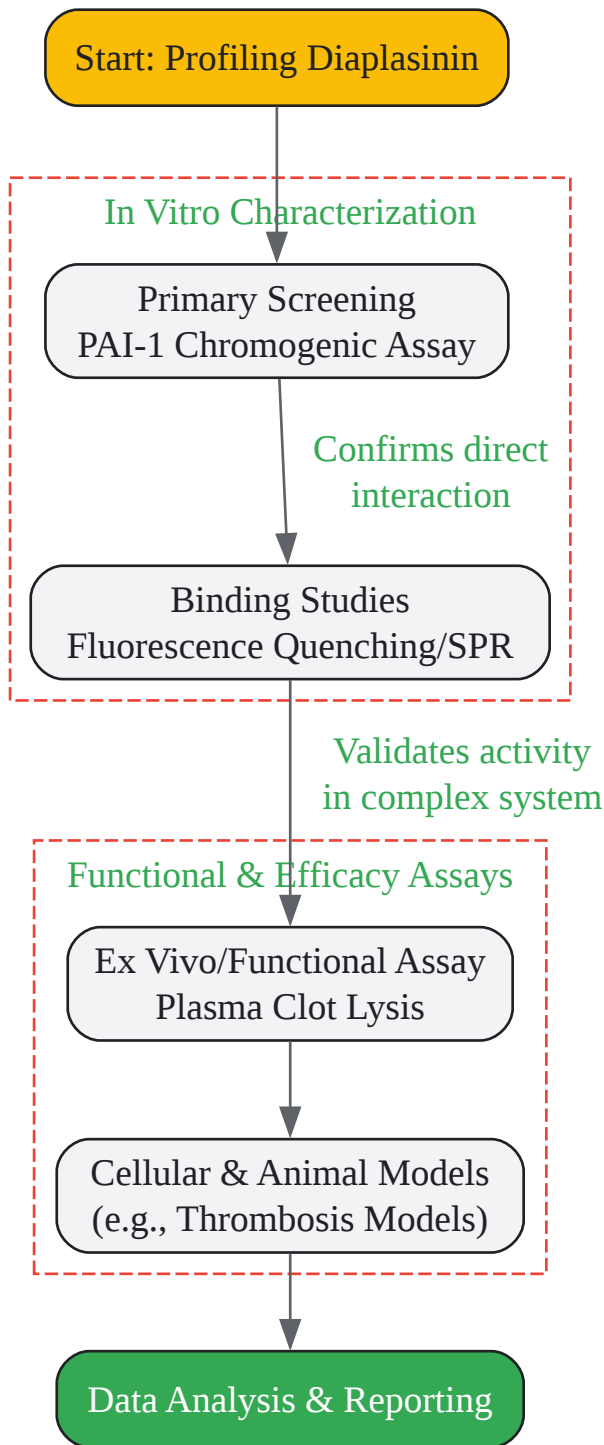 Start: Profiling Diaplasinin
In Vitro Characterization
Primary Screening
PAI-1 Chromogenic Assay
Confirms direct
interaction
Binding Studies
Fluorescence Quenching/SPR
Validates activity
in complex system
Functional & Efficacy Assays
Ex Vivo/Functional Assay
Plasma Clot Lysis
Cellular & Animal Models
(e.g., Thrombosis Models)
Data Analysis & Reporting